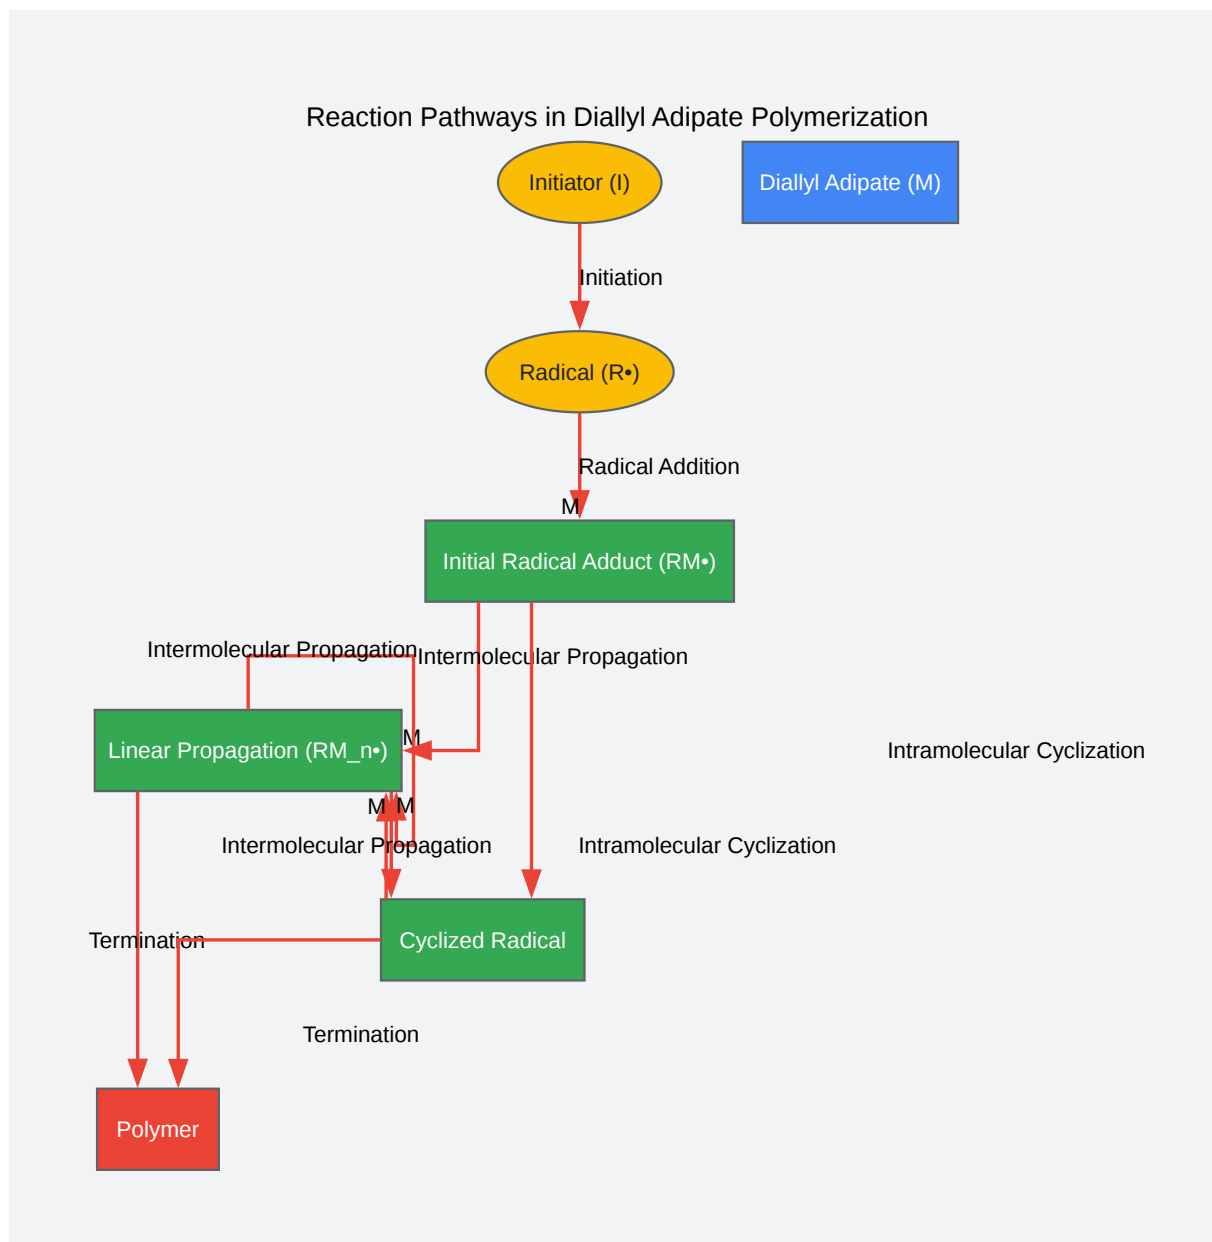 Reaction Pathways in Diallyl Adipate Polymerization
Initiator (I)
Diallyl Adipate (M)
Initiation
Radical (R•)
Radical Addition
M
Initial Radical Adduct (RM•)
Intermolecular Propagation
Intermolecular Propagation
M
Linear Propagation (RM_n•)
Intramolecular Cyclization
M
M
Intermolecular Propagation
Intramolecular Cyclization
Cyclized Radical
Termination
Termination
Polymer